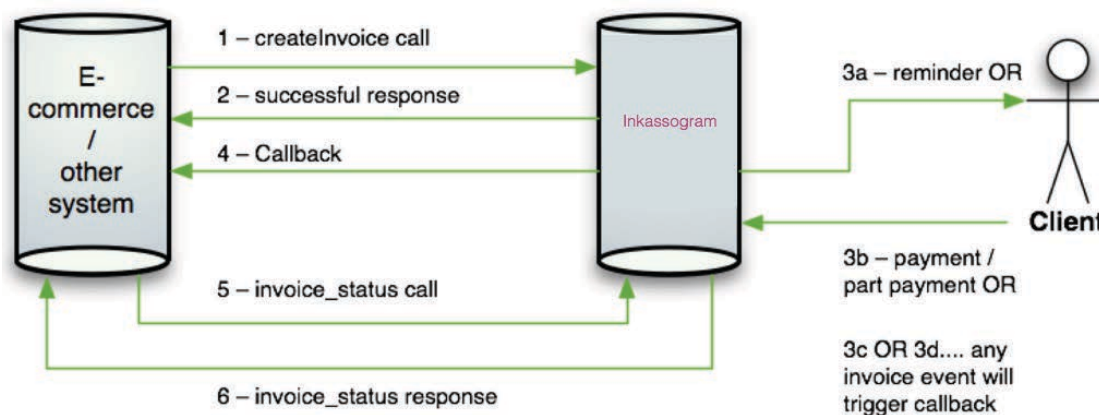 E-
commerce
/
other
system
1 – createInvoice call
2 – successful response
4 – Callback
Inkassogram
3a – reminder OR
Client
3b – payment /
part payment OR
3c OR 3d.... any
invoice event will
trigger callback
5 – invoice_status call
6 – invoice_status response